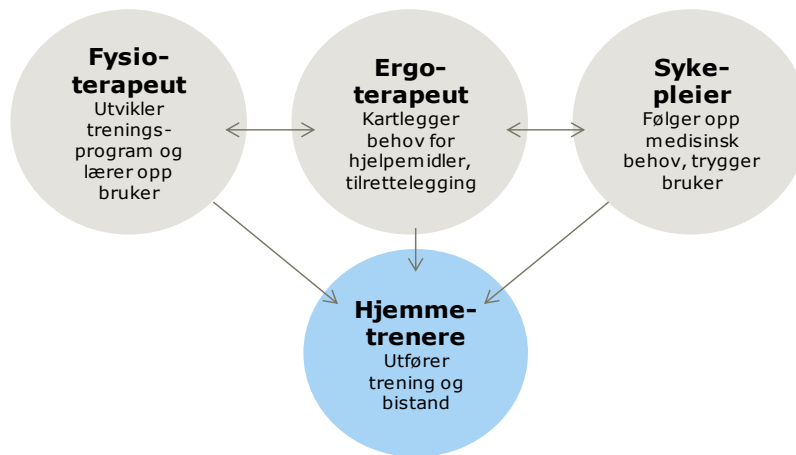 Fysio-
terapeut
Utvikler
trenings-
program og
lærer opp
bruker
Ergo-
terapeut
Kartlegger
behov for
hjelpemidler,
tilrettelegging
Syke-
pleier
Følger opp
medisinsk
behov, trygger
bruker
Hjemme-
trenere
Utfører
trening og
bistand